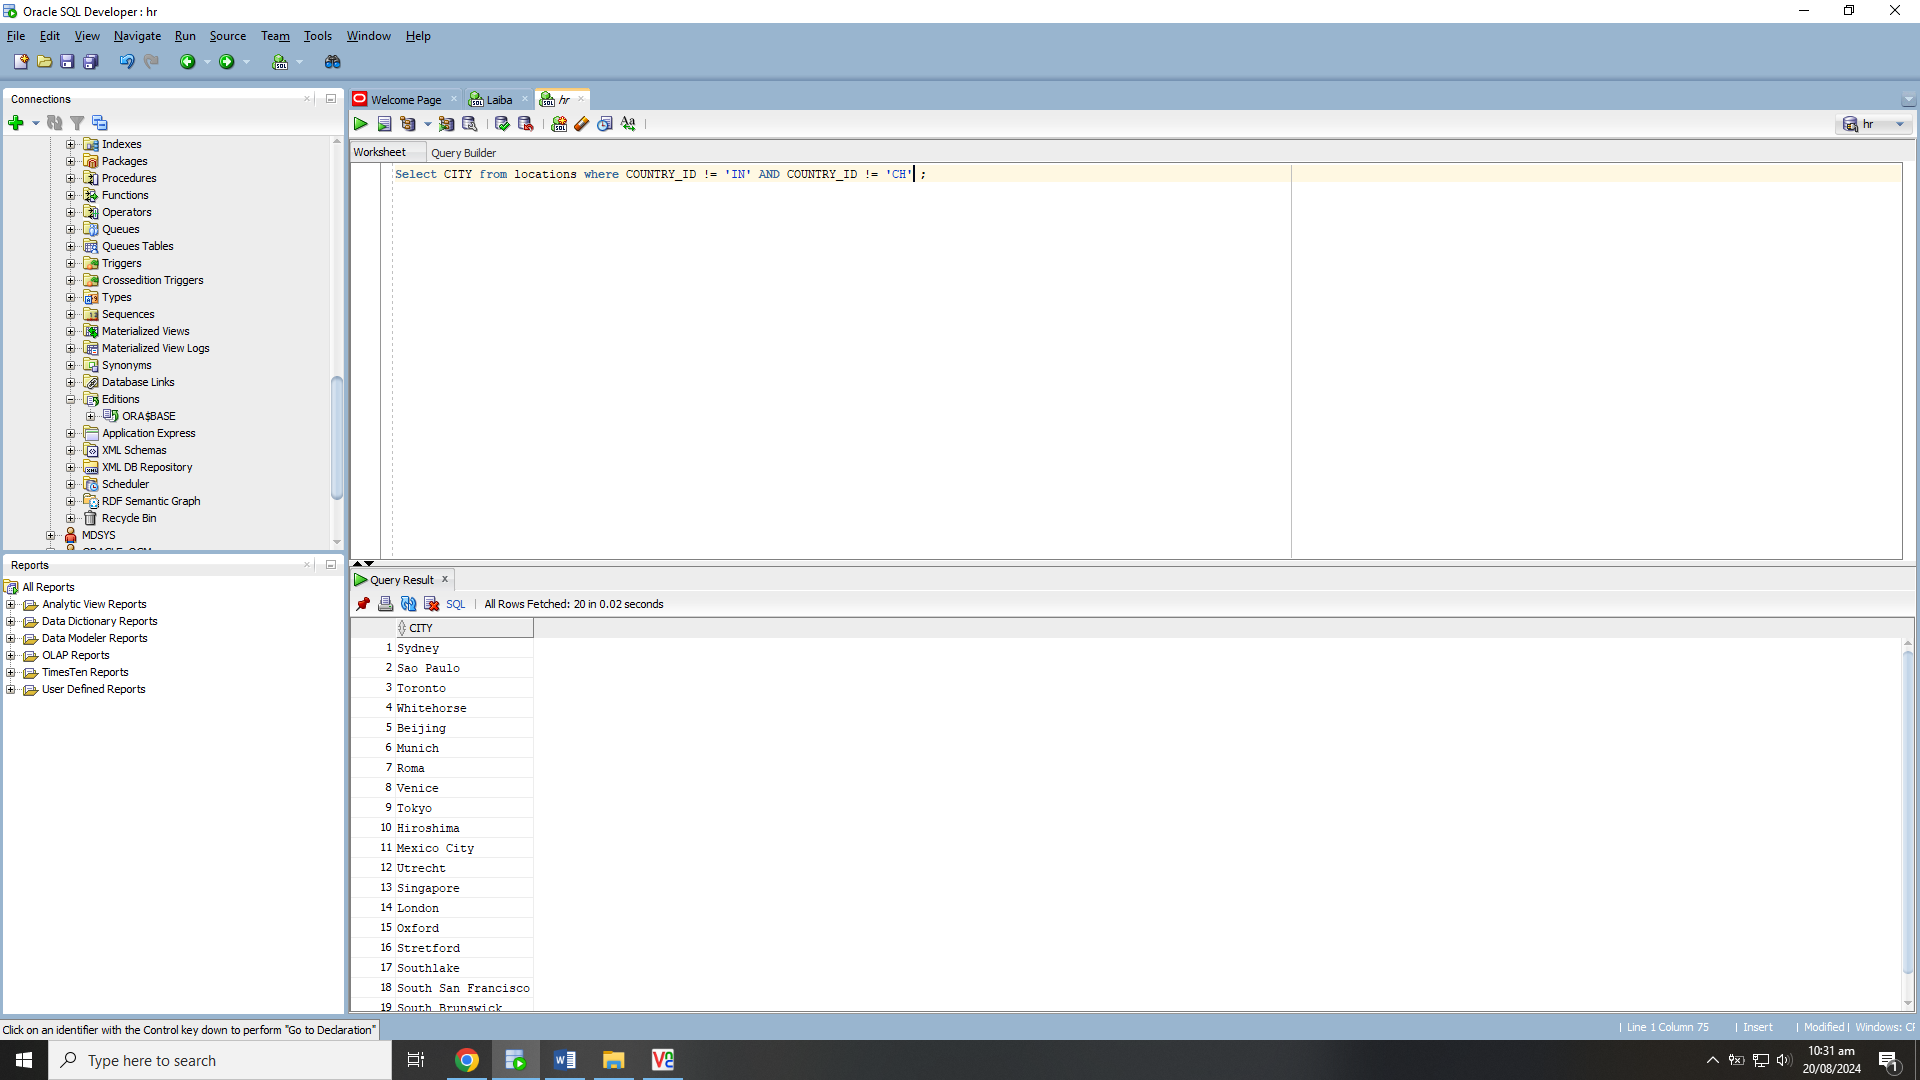 Oracle SQL Developer : hr
File Edit View Navigate Run Source Team Tools Window Help
Connections
Welcome Page
Laiba
hr
hr
Worksheet
Query Builder
Select CITY from locations where COUNTRY_ID != 'IN' AND COUNTRY_ID != 'CH' ;
Indexes
Packages
Procedures
Functions
Operators
Queues
Queues Tables
Triggers
Crossedition Triggers
Types
Sequences
Materialized Views
Materialized View Logs
Synonyms
Database Links
Editions
ORA$BASE
Application Express
XML Schemas
XML DB Repository
Scheduler
RDF Semantic Graph
Recycle Bin
MDSYS
Reports
All Reports
Analytic View Reports
Data Dictionary Reports
Data Modeler Reports
OLAP Reports
TimesTen Reports
User Defined Reports
Query Result
SQL | All Rows Fetched: 20 in 0.02 seconds
CITY
1 Sydney
2 Sao Paulo
3 Toronto
4 Whitehorse
5 Beijing
6 Munich
7 Roma
8 Venice
9 Tokyo
10 Hiroshima
11 Mexico City
12 Utrecht
13 Singapore
14 London
15 Oxford
16 Stretford
17 Southlake
18 South San Francisco
19 South Brunswick
Click on an identifier with the Control key down to perform "Go to Declaration"
| Line 1 Column 75 | Insert | Modified | Windows: CF
Type here to search
10:31 am
20/08/2024
1